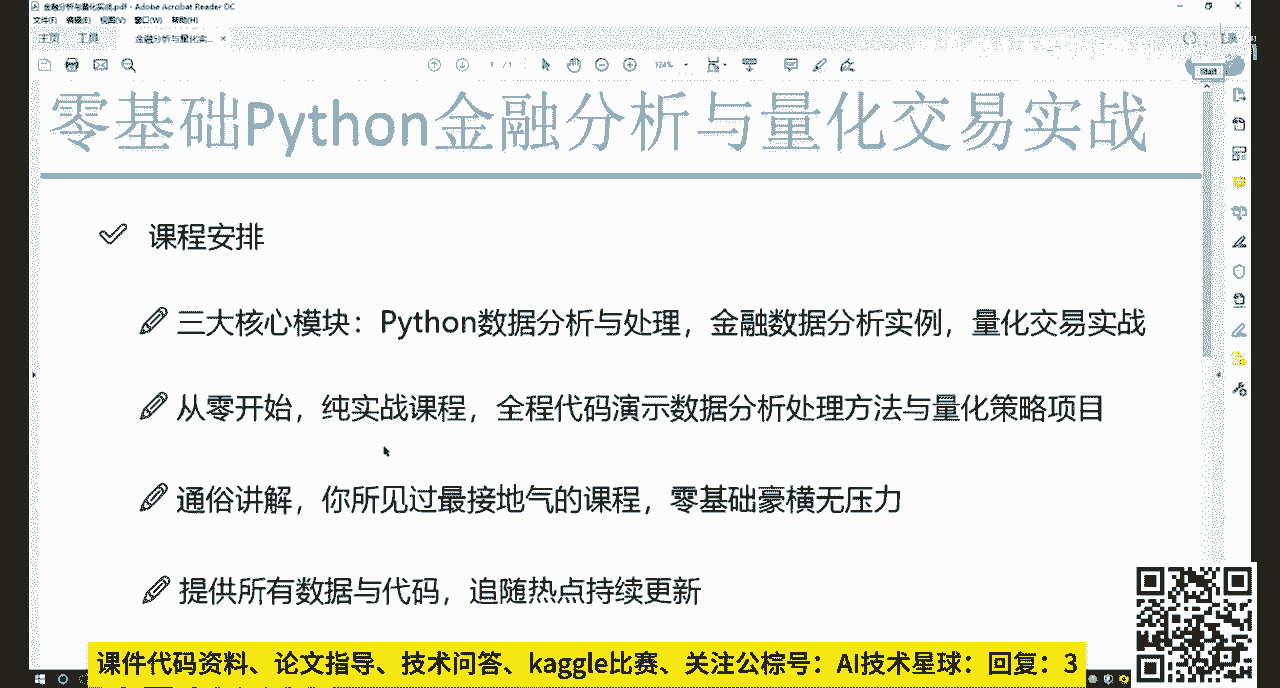 金融分析与量化实战.pdf - Adobe Acrobat Reader DC
文件(F) 编辑(E) 视图(V) 窗口(W) 帮助(H)
主页 工具 金融分析与量化实... ×
1 / 1 124%
零基础Python金融分析与量化交易实战
课程安排
三大核心模块：Python数据分析与处理，金融数据分析实例，量化交易实战
从零开始，纯实战课程，全程代码演示数据分析处理方法与量化策略项目
通俗讲解，你所见过最接地气的课程，零基础豪横无压力
提供所有数据与代码，追随热点持续更新
课件代码资料、论文指导、技术问答、kaggle比赛、关注公棕号：AI技术星球：回复：3